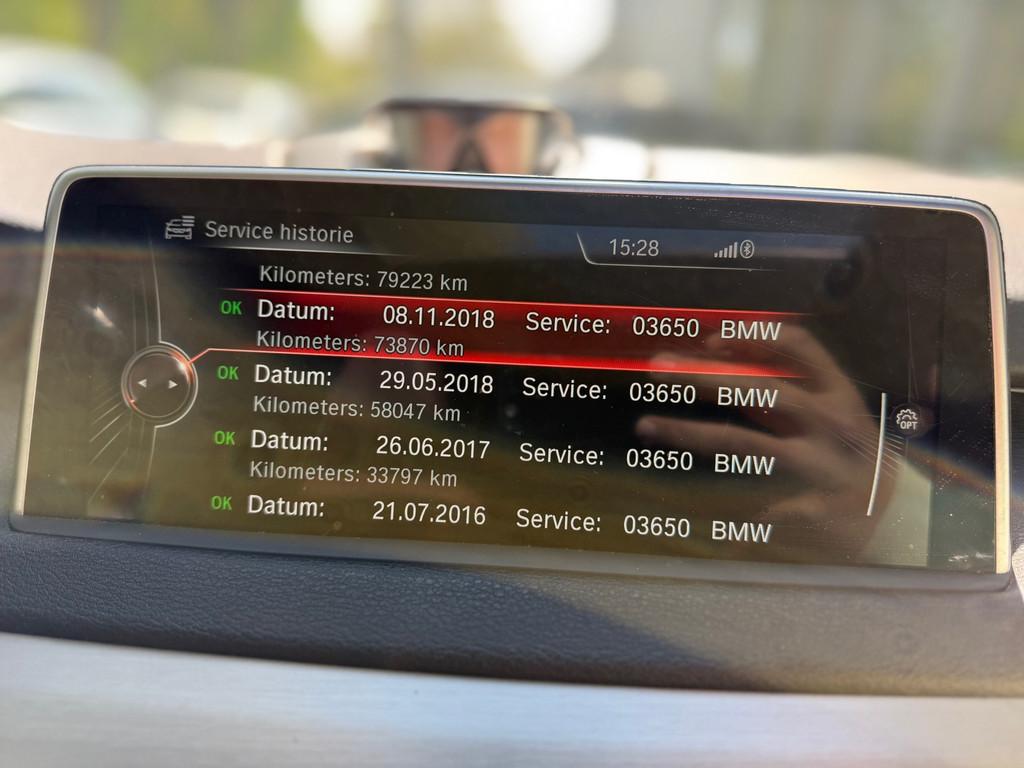 Service historie
15:28
Kilometers: 79223 km
OK Datum: 08.11.2018 Service: 03650 BMW
Kilometers: 73870 km
OK Datum: 29.05.2018 Service: 03650 BMW
Kilometers: 58047 km
OK Datum: 26.06.2017 Service: 03650 BMW
Kilometers: 33797 km
OK Datum: 21.07.2016 Service: 03650 BMW
OPT